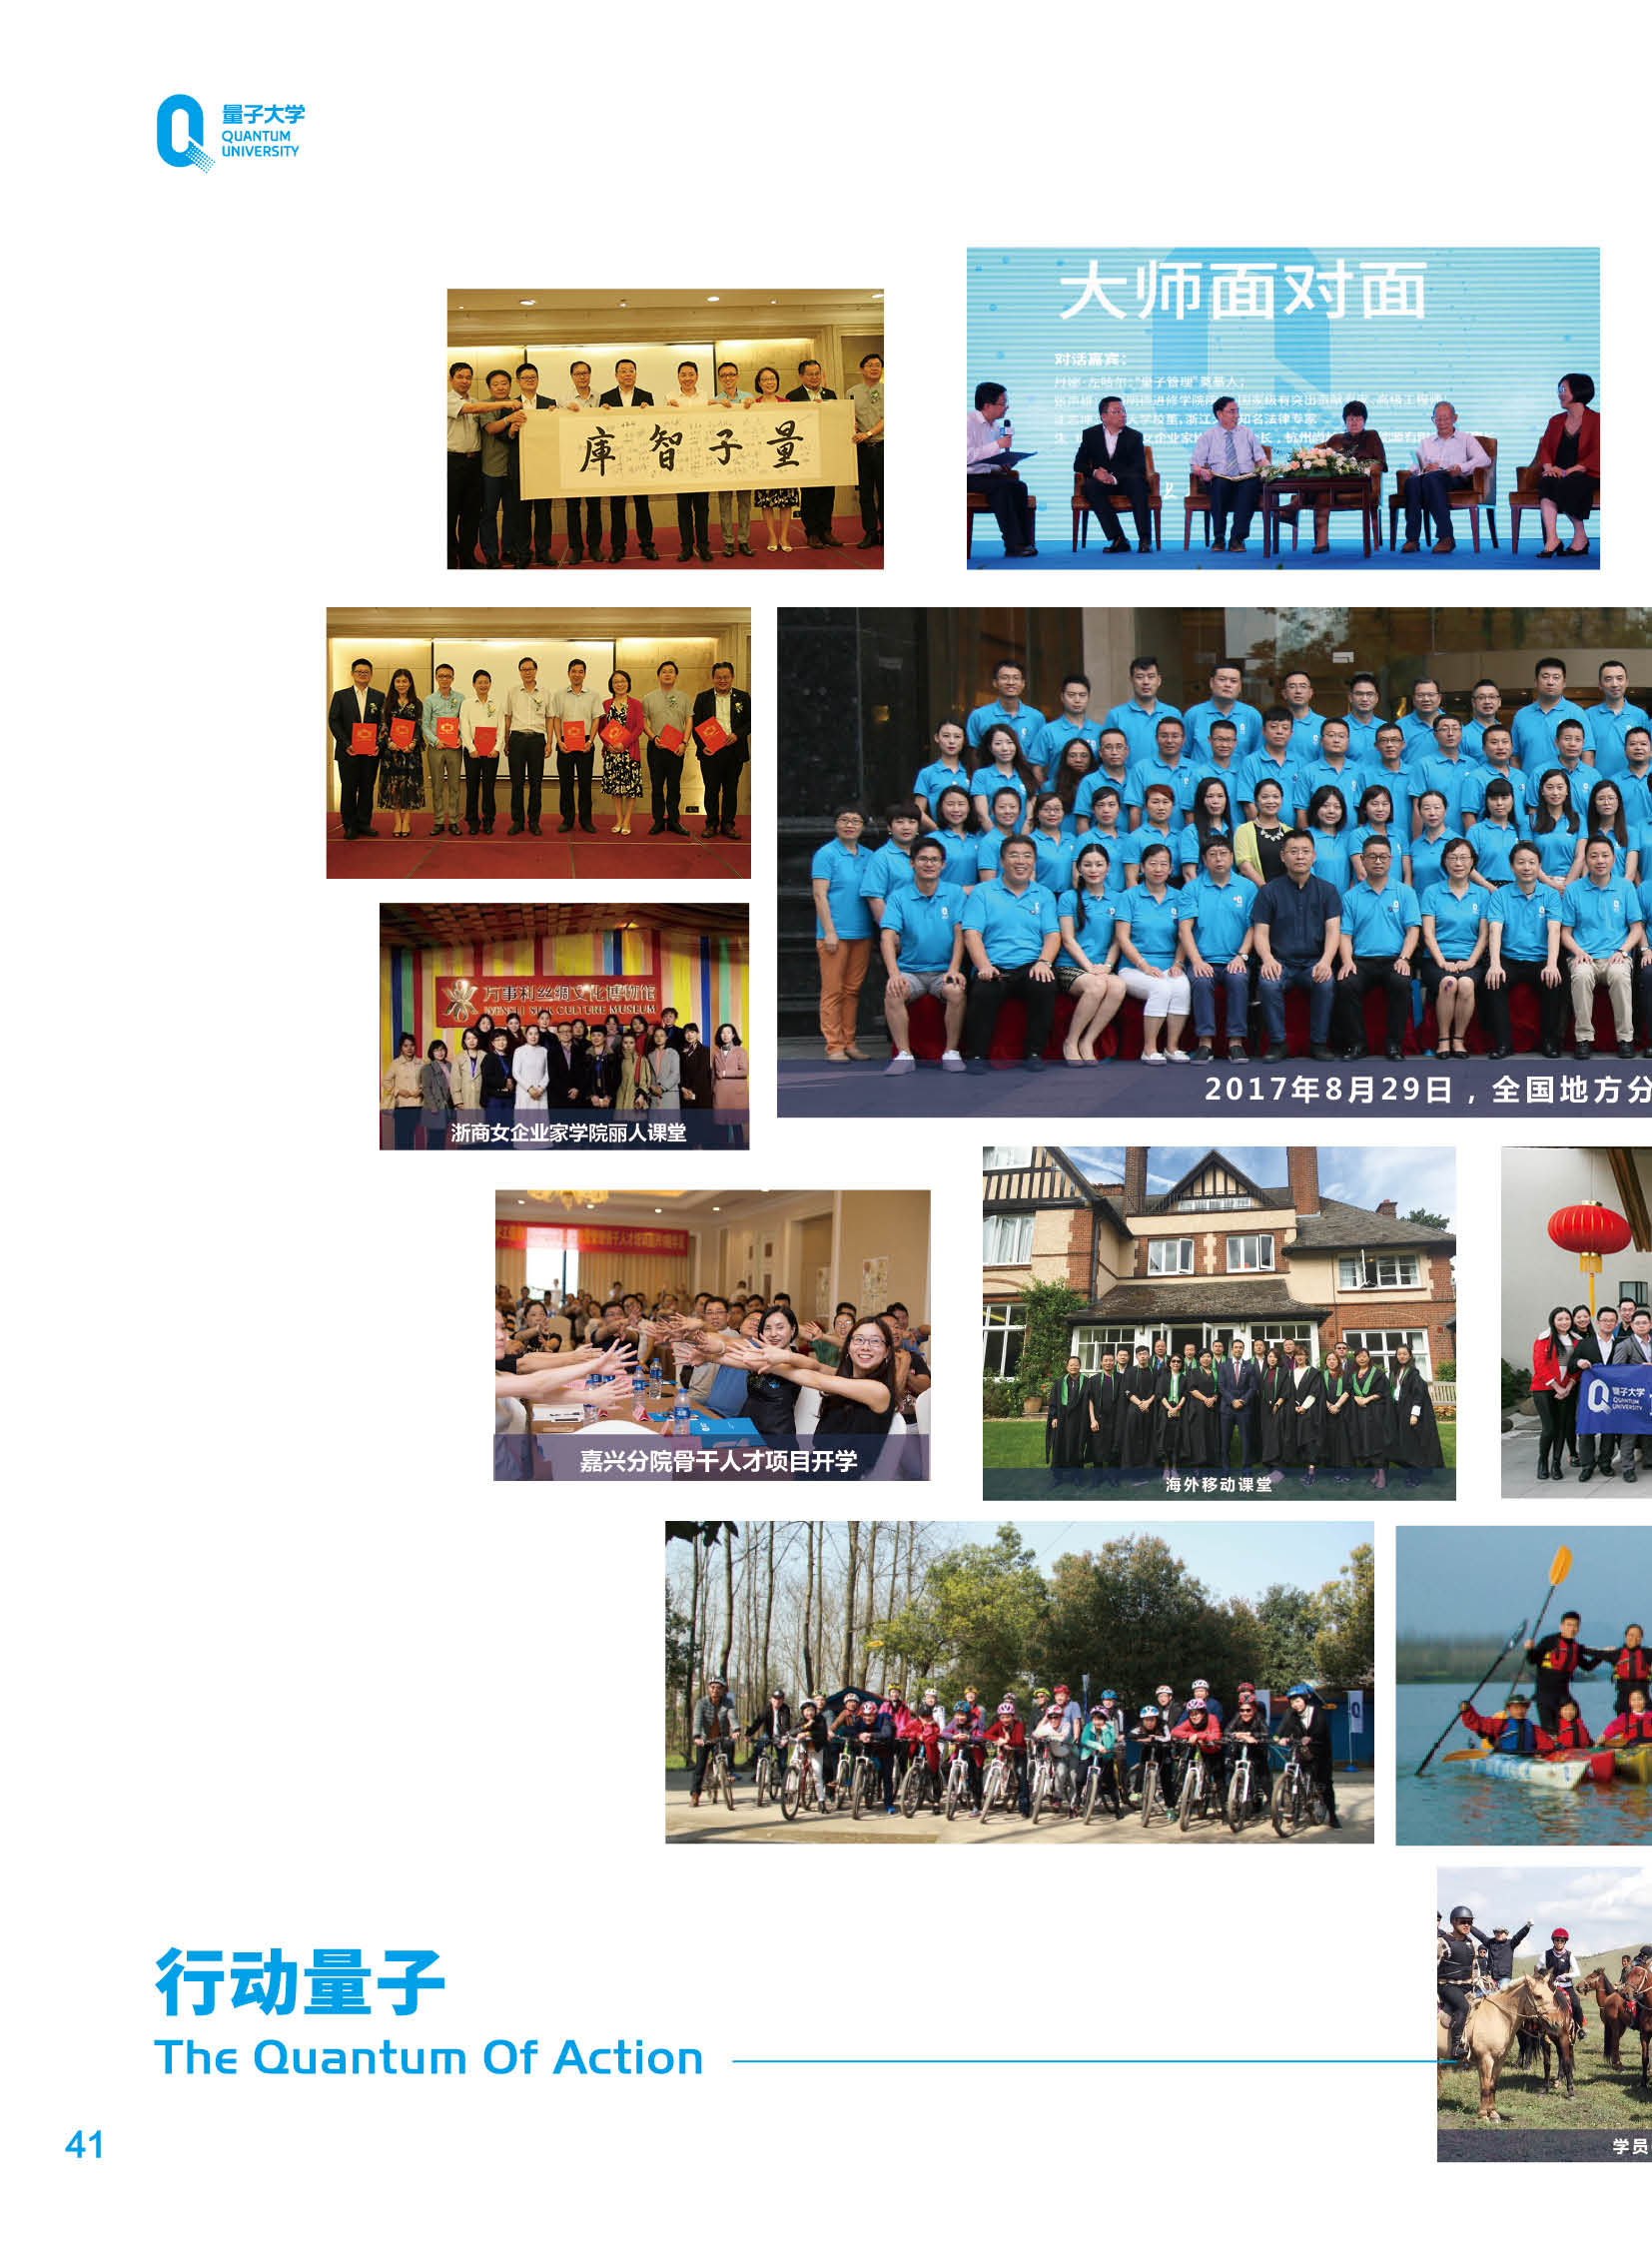 量子大学
QUANTUM
UNIVERSITY
大师面对面
对话嘉宾：
庫智子量
万事利丝绸文化博物馆
WENSLI SILK CULTURE MUSEUM
浙商女企业家学院丽人课堂
2017年8月29日，全国地方分
嘉兴分院骨干人才项目开学
海外移动课堂
量子大学
QUANTUM
UNIVERSITY
行动量子
The Quantum Of Action
学员
41